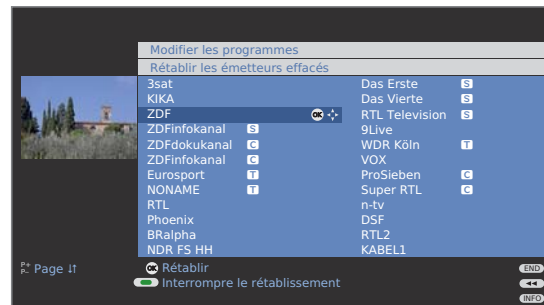 Modifier les programmes
Rétablir les émetteurs effacés
3sat
KIKA
ZDF OK
ZDFinfokanal S
ZDFdokukanal C
ZDFinfokanal C
Eurosport T
NONAME T
RTL
Phoenix
BRalpha
NDR FS HH
Das Erste S
Das Vierte S
RTL Television S
9Live
WDR Köln T
VOX
ProSieben C
Super RTL C
n-tv
DSF
RTL2
KABEL1
P+ P- Page
OK Rétablir
Interrompre le rétablissement
END
INFO